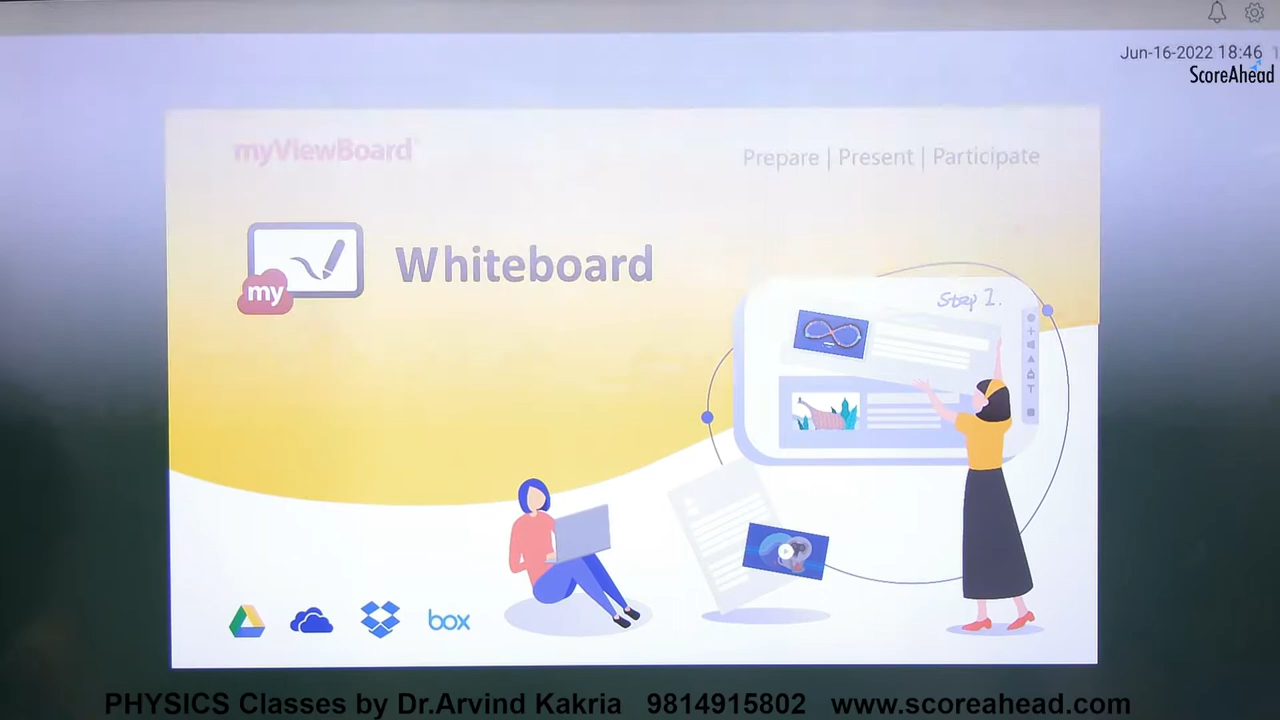 Jun-16-2022 18:46
ScoreAhead
myViewBoard
Prepare | Present | Participate
my
Whiteboard
Step 1.
box
PHYSICS Classes by Dr.Arvind Kakria 9814915802 www.scoreahead.com